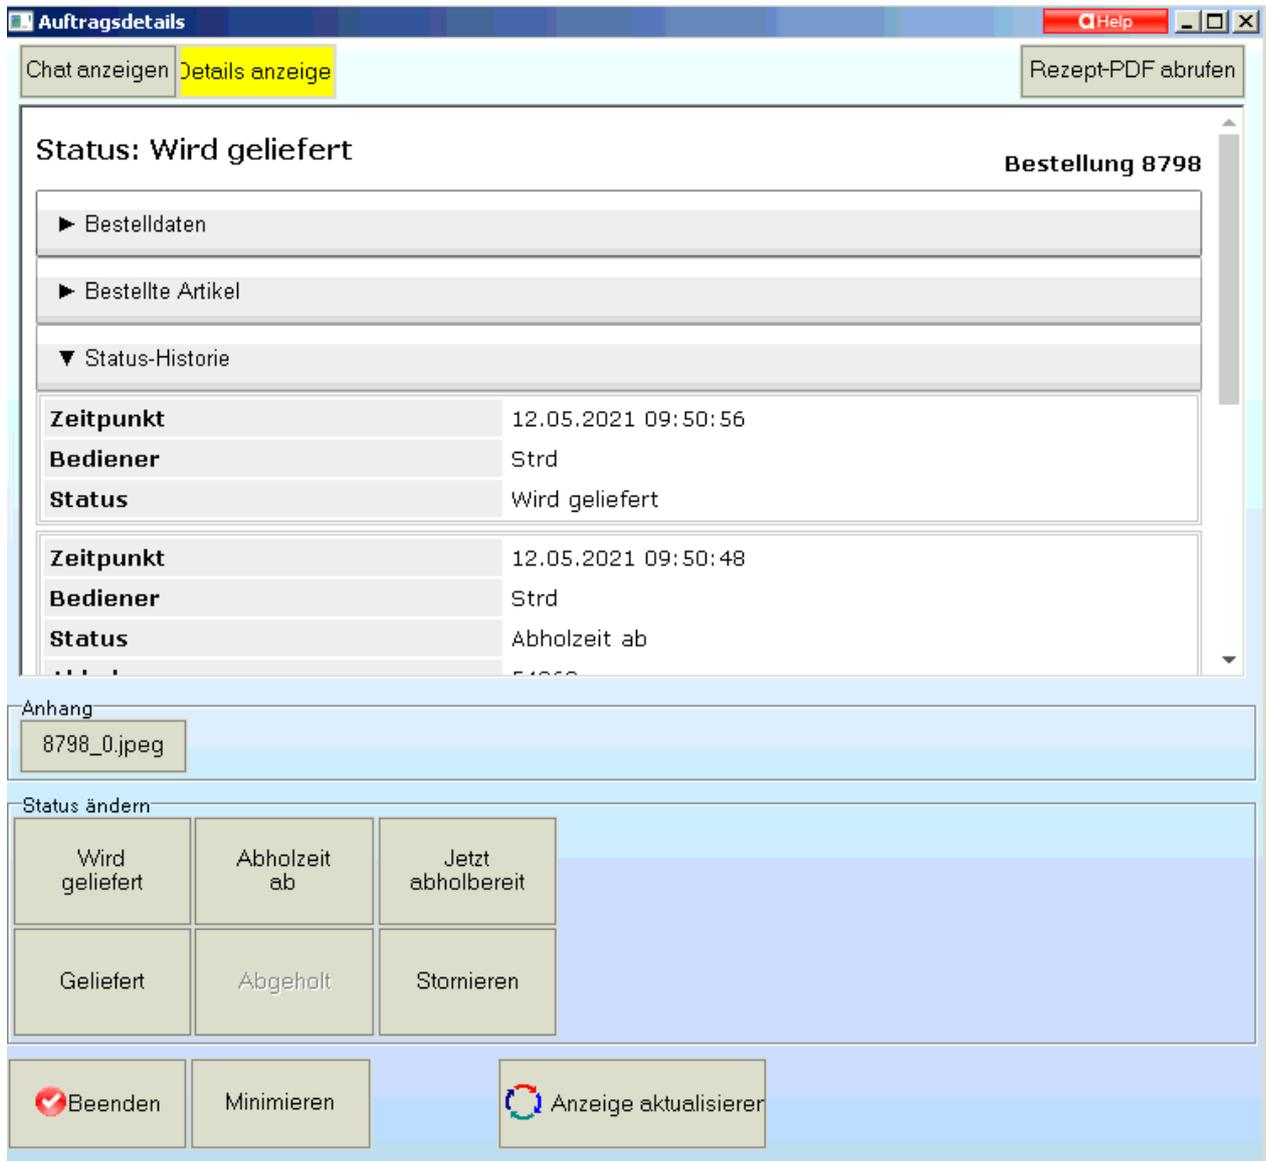 Auftragsdetails
Help
Chat anzeigen
Details anzeige
Rezept-PDF abrufen
Status: Wird geliefert
Bestellung 8798
Bestelldaten
Bestellte Artikel
Status-Historie
Zeitpunkt 12.05.2021 09:50:56
Bediener Strd
Status Wird geliefert
Zeitpunkt 12.05.2021 09:50:48
Bediener Strd
Status Abholzeit ab
Anhang
8798_0.jpeg
Status ändern
Wird
geliefert
Abholzeit
ab
Jetzt
abholbereit
Geliefert
Abgeholt
Stornieren
Beenden
Minimieren
Anzeige aktualisieren